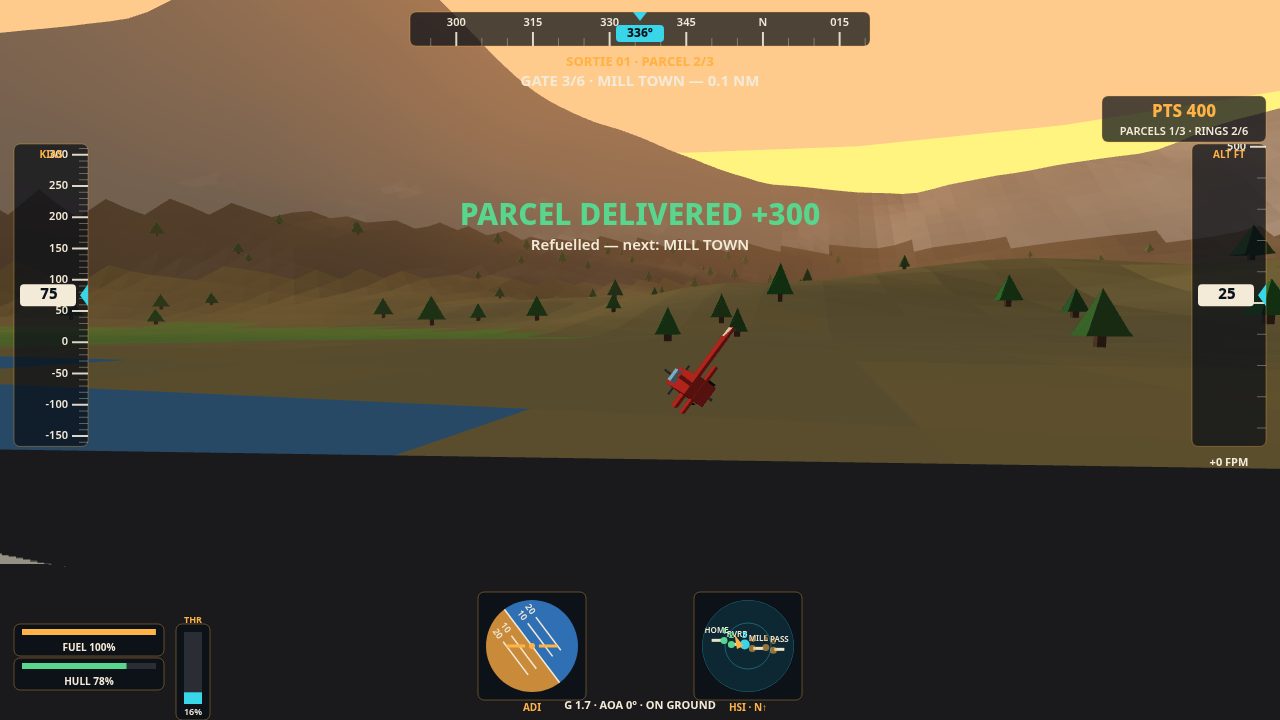 300 315 330 345 N 015
336°
SORTIE 01 · PARCEL 2/3
GATE 3/6 · MILL TOWN — 0.1 NM
PTS 400
PARCELS 1/3 · RINGS 2/6
300
250
200
150
100
75
50
0
-50
-100
-150
500
ALT FT
25
+0 FPM
PARCEL DELIVERED +300
Refuelled — next: MILL TOWN
FUEL 100%
HULL 78%
THR
16%
20
10
10
20
ADI
G 1.7 · AOA 0° · ON GROUND
HOME
MILL PASS
HSI · N↑